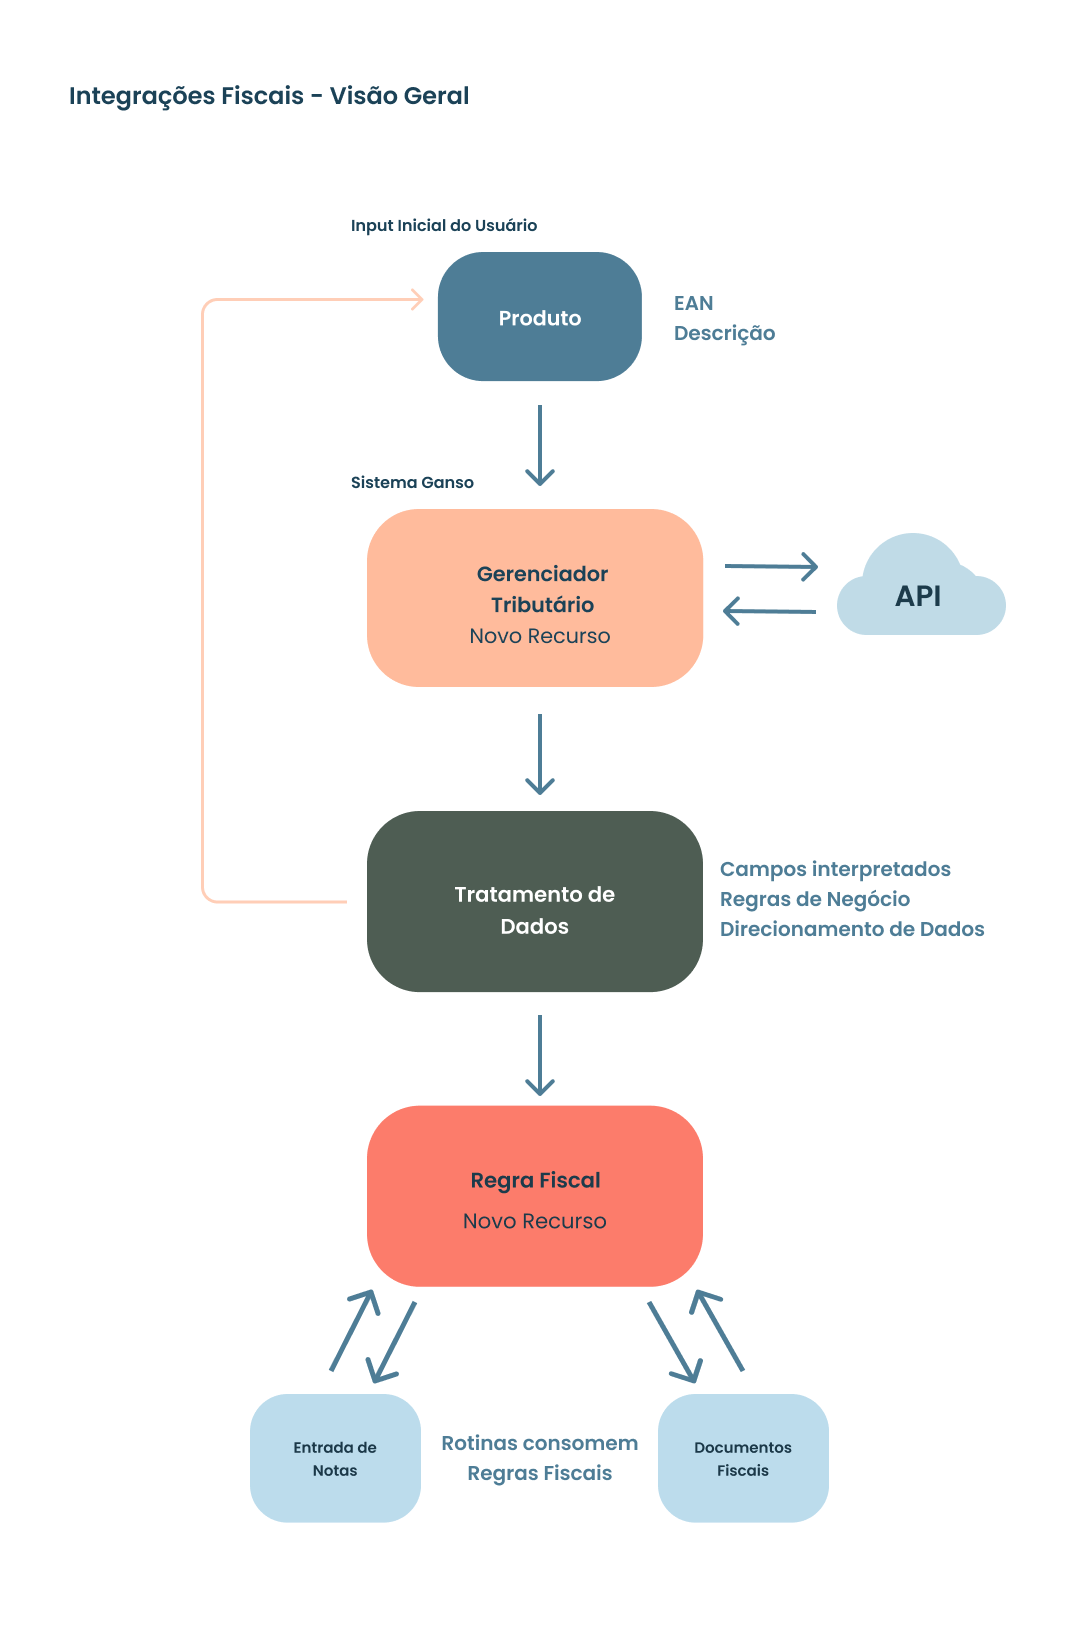 Integrações Fiscais - Visão Geral
Input Inicial do Usuário
Produto
EAN
Descrição
Sistema Ganso
Gerenciador
Tributário
Novo Recurso
API
Tratamento de
Dados
Campos interpretados
Regras de Negócio
Direcionamento de Dados
Regra Fiscal
Novo Recurso
Entrada de
Notas
Rotinas consomem
Regras Fiscais
Documentos
Fiscais